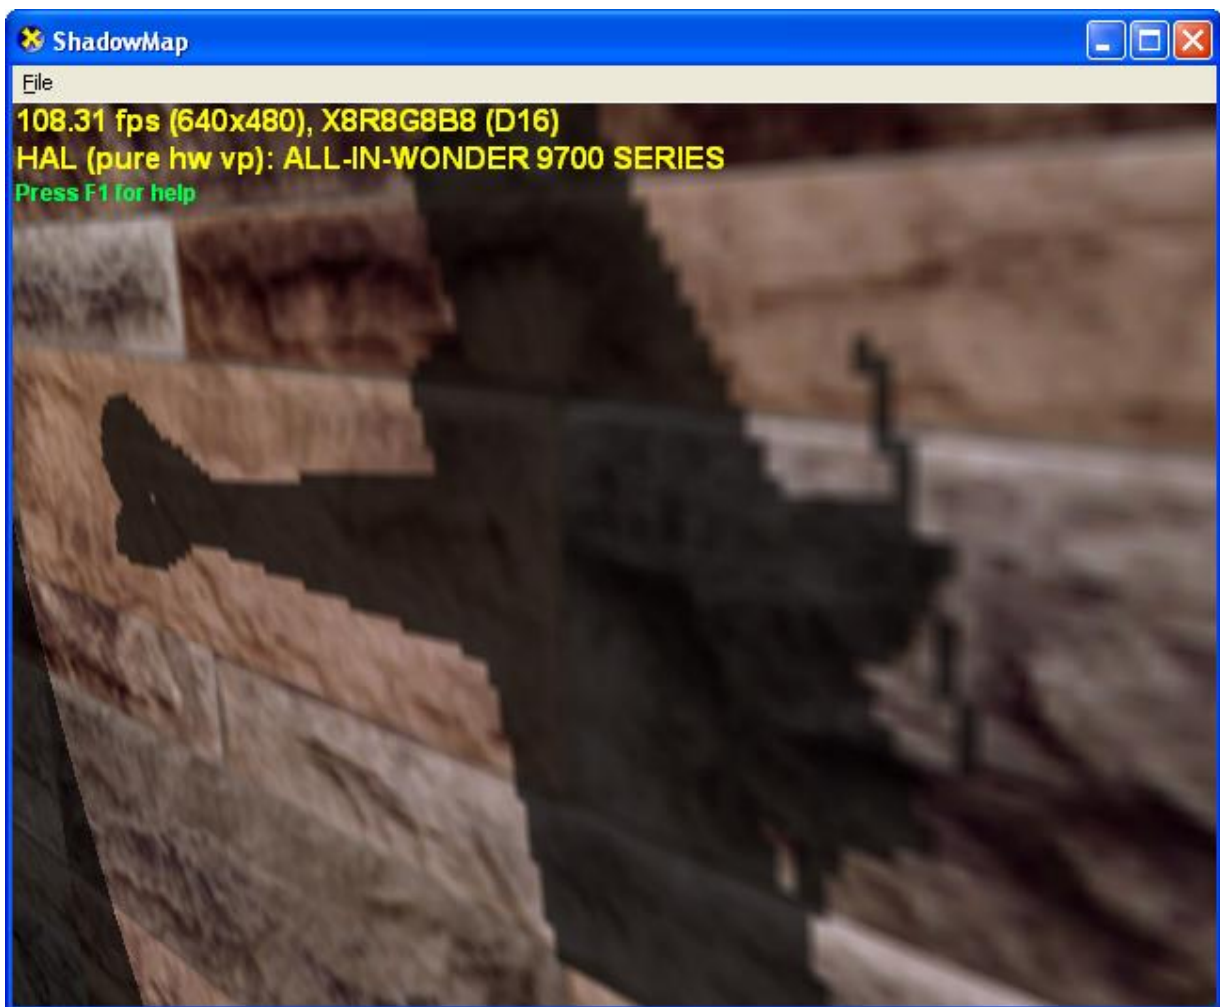 ShadowMap
File
108.31 fps (640x480), X8R8G8B8 (D16)
HAL (pure hw vp): ALL-IN-WONDER 9700 SERIES
Press F1 for help